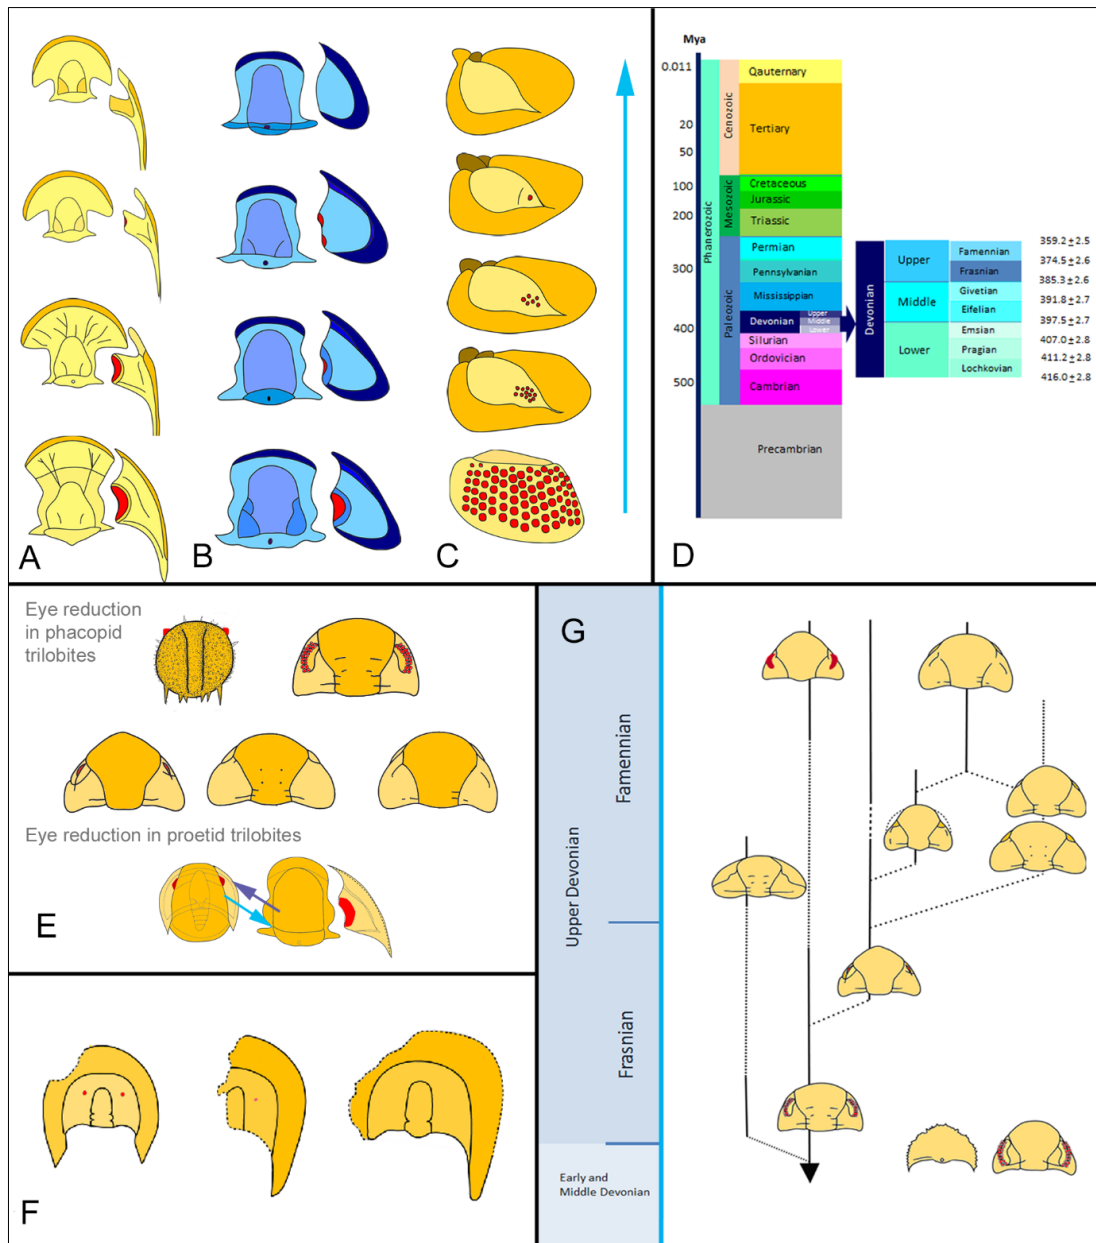 A
B
C
D
Mya
0.011
20
50
100
200
300
400
500
Phanerozoic
Cenozoic
Mesozoic
Paleozoic
Qauternary
Tertiary
Cretaceous
Jurassic
Triassic
Permian
Pennsylvanian
Mississippian
Devonian
Upper
Middle
Lower
Silurian
Ordovician
Cambrian
Precambrian
Devonian
Upper
Middle
Lower
Famennian
Frasnian
Givetian
Eifelian
Emsian
Pragian
Lochkovian
359.2±2.5
374.5±2.6
385.3±2.6
391.8±2.7
397.5±2.7
407.0±2.8
411.2±2.8
416.0±2.8
Eye reduction
in phacopid
trilobites
Eye reduction in proetid trilobites
E
F
G
Upper Devonian
Famennian
Frasnian
Early and
Middle Devonian